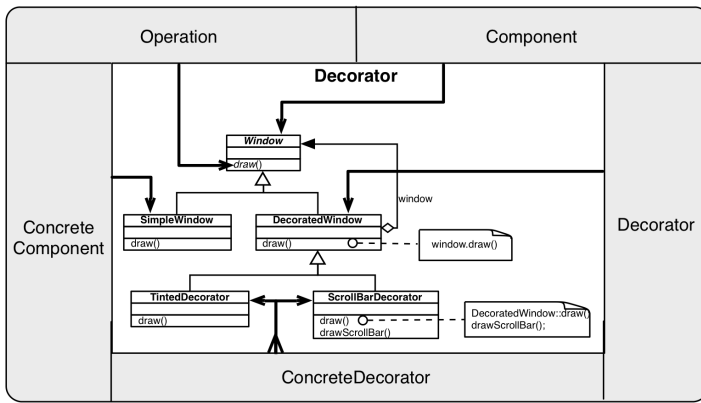 Operation
Component
Decorator
Window
draw()
window
Concrete
Component
SimpleWindow
draw()
DecoratedWindow
draw()
window.draw()
Decorator
TintedDecorator
draw()
ScrollBarDecorator
draw()
drawScrollBar()
DecoratedWindow::draw()
drawScrollBar();
ConcreteDecorator